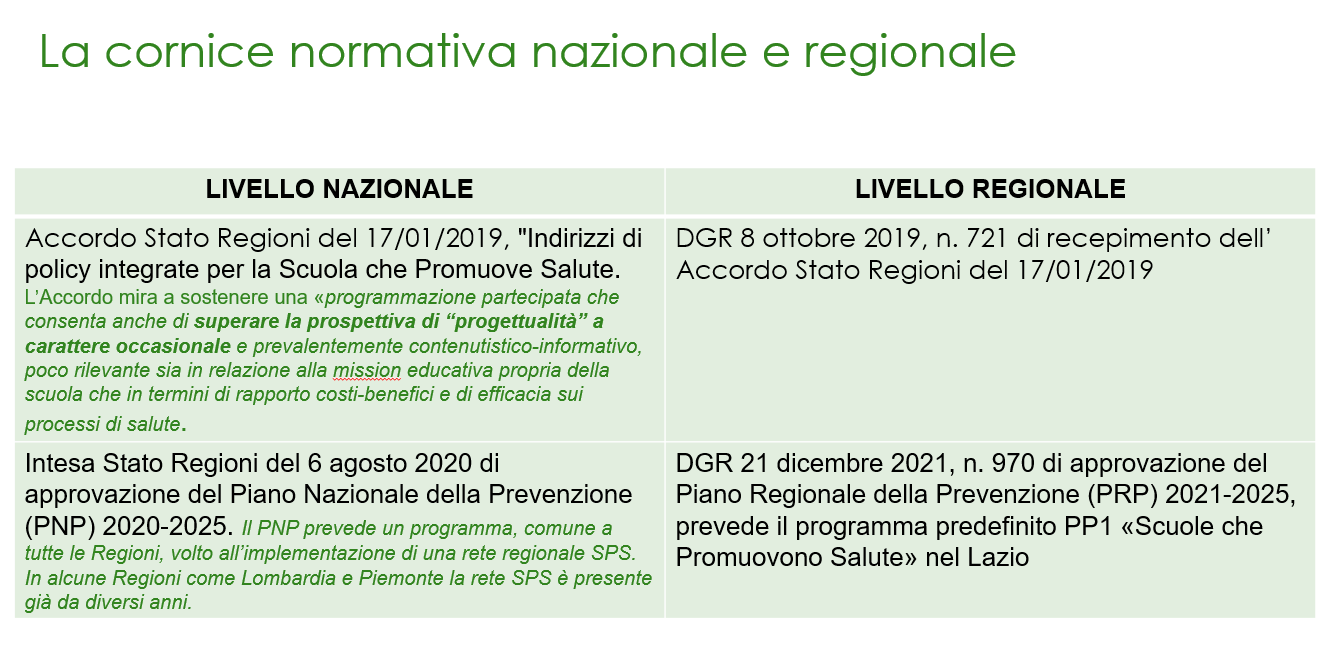 La cornice normativa nazionale e regionale
LIVELLO NAZIONALE
LIVELLO REGIONALE
Accordo Stato Regioni del 17/01/2019, "Indirizzi di
policy integrate per la Scuola che Promuove Salute.
L’Accordo mira a sostenere una «programmazione partecipata che
consenta anche di superare la prospettiva di “progettualità” a
carattere occasionale e prevalentemente contenutistico-informativo,
poco rilevante sia in relazione alla mission educativa propria della
scuola che in termini di rapporto costi-benefici e di efficacia sui
processi di salute.
DGR 8 ottobre 2019, n. 721 di recepimento dell’
Accordo Stato Regioni del 17/01/2019
Intesa Stato Regioni del 6 agosto 2020 di
approvazione del Piano Nazionale della Prevenzione
(PNP) 2020-2025. Il PNP prevede un programma, comune a
tutte le Regioni, volto all’implementazione di una rete regionale SPS.
In alcune Regioni come Lombardia e Piemonte la rete SPS è presente
già da diversi anni.
DGR 21 dicembre 2021, n. 970 di approvazione del
Piano Regionale della Prevenzione (PRP) 2021-2025,
prevede il programma predefinito PP1 «Scuole che
Promuovono Salute» nel Lazio